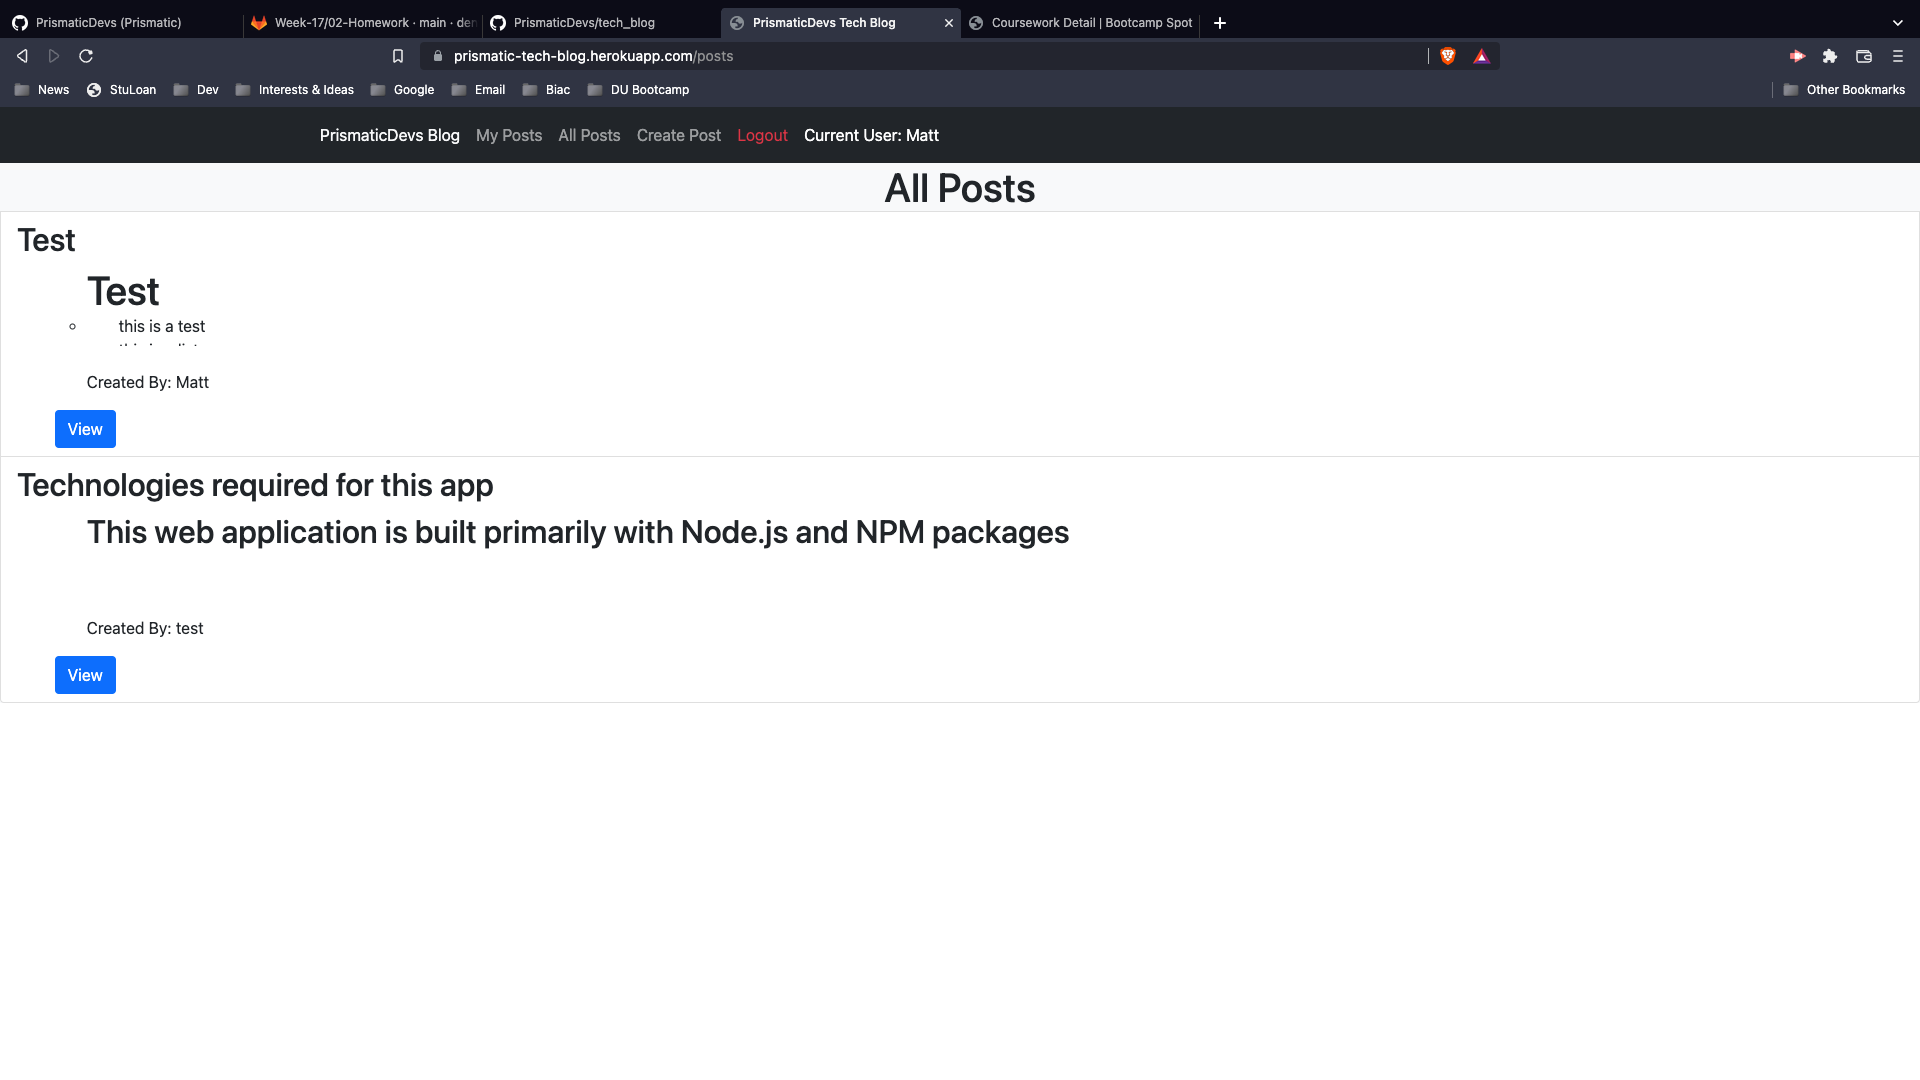 PrismaticDevs (Prismatic)
Week-17/02-Homework · main · den
PrismaticDevs/tech_blog
PrismaticDevs Tech Blog
Coursework Detail | Bootcamp Spot
prismatic-tech-blog.herokuapp.com/posts
News
StuLoan
Dev
Interests & Ideas
Google
Email
Biac
DU Bootcamp
Other Bookmarks
PrismaticDevs Blog My Posts All Posts Create Post Logout Current User: Matt
All Posts
Test
Test
this is a test
Created By: Matt
View
Technologies required for this app
This web application is built primarily with Node.js and NPM packages
Created By: test
View